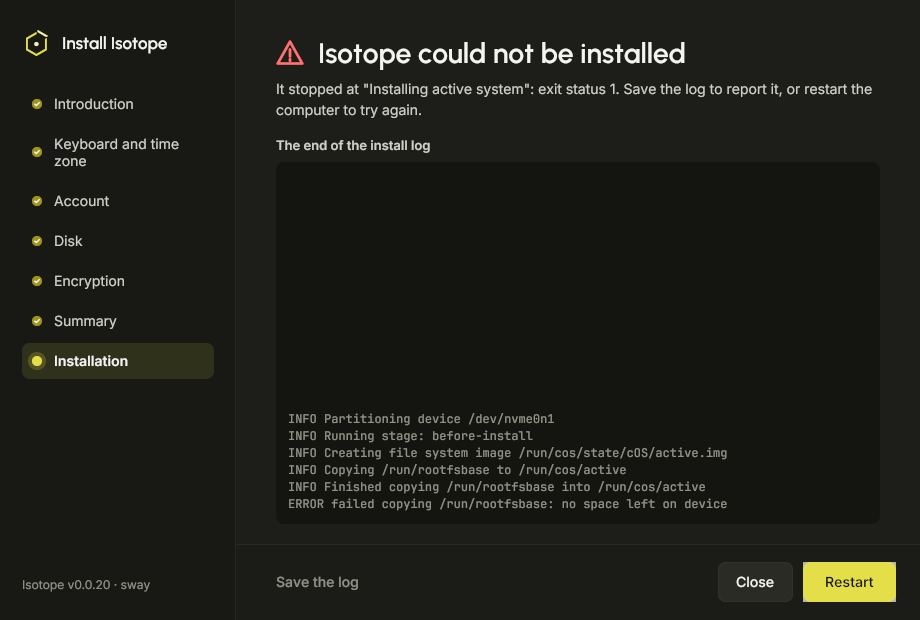 Install Isotope
Introduction
Keyboard and time
zone
Account
Disk
Encryption
Summary
Installation
Isotope v0.0.20 · sway
Isotope could not be installed
It stopped at "Installing active system": exit status 1. Save the log to report it, or restart the
computer to try again.
The end of the install log
INFO Partitioning device /dev/nvme0n1
INFO Running stage: before-install
INFO Creating file system image /run/cos/state/cOS/active.img
INFO Copying /run/rootfsbase to /run/cos/active
INFO Finished copying /run/rootfsbase into /run/cos/active
ERROR failed copying /run/rootfsbase: no space left on device
Save the log
Close
Restart